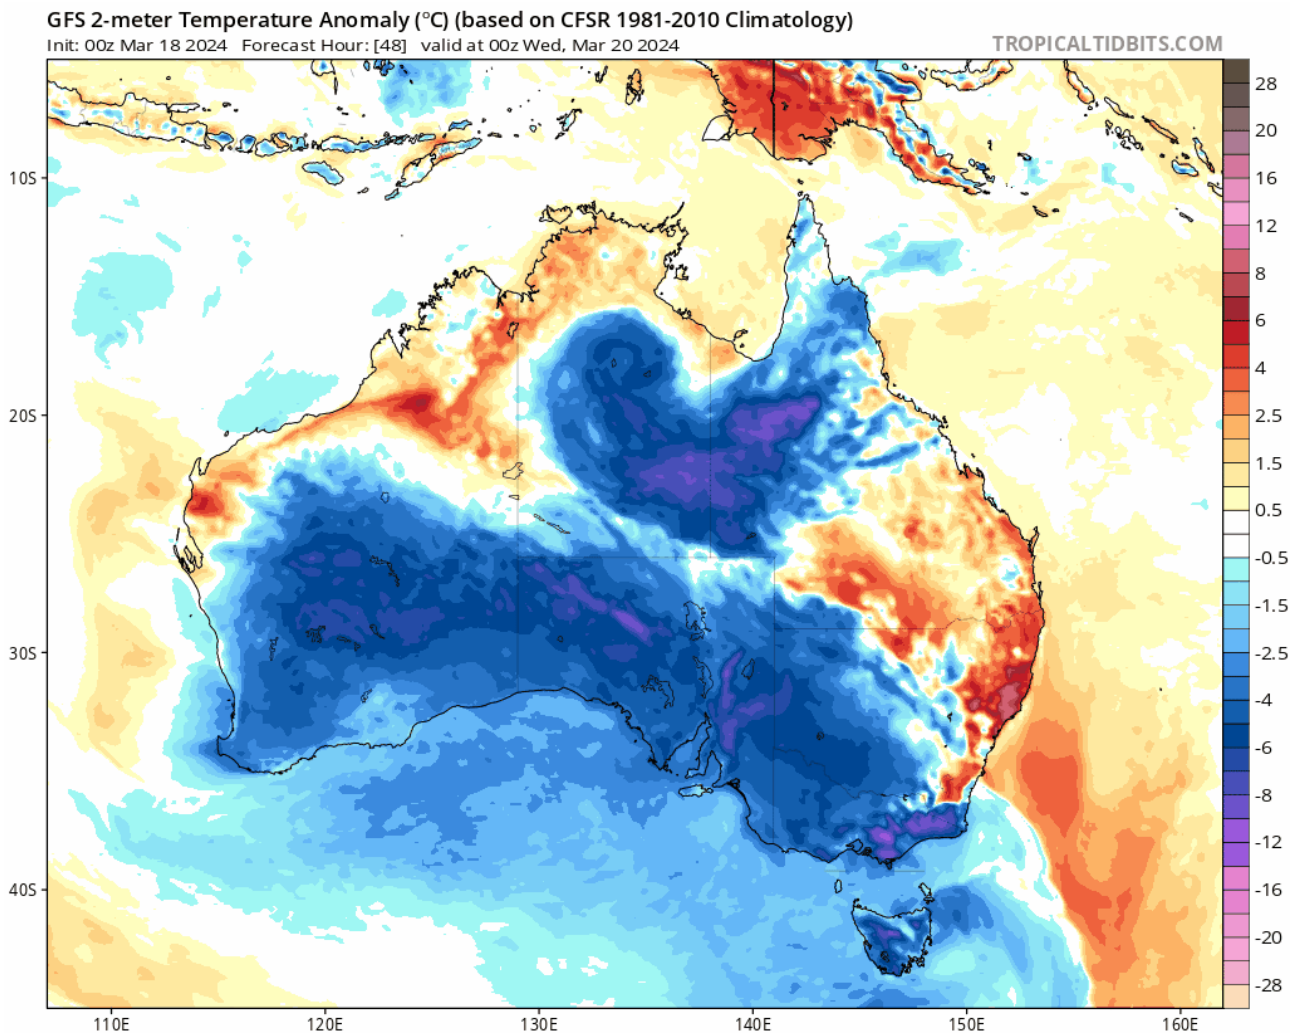 GFS 2-meter Temperature Anomaly (°C) (based on CFSR 1981-2010 Climatology)
Init: 00z Mar 18 2024 Forecast Hour: [48] valid at 00z Wed, Mar 20 2024
TROPICALTIDBITS.COM
28
20
16
12
8
6
4
2.5
1.5
0.5
-0.5
-1.5
-2.5
-4
-6
-8
-12
-16
-20
-28
10S
20S
30S
40S
110E
120E
130E
140E
150E
160E